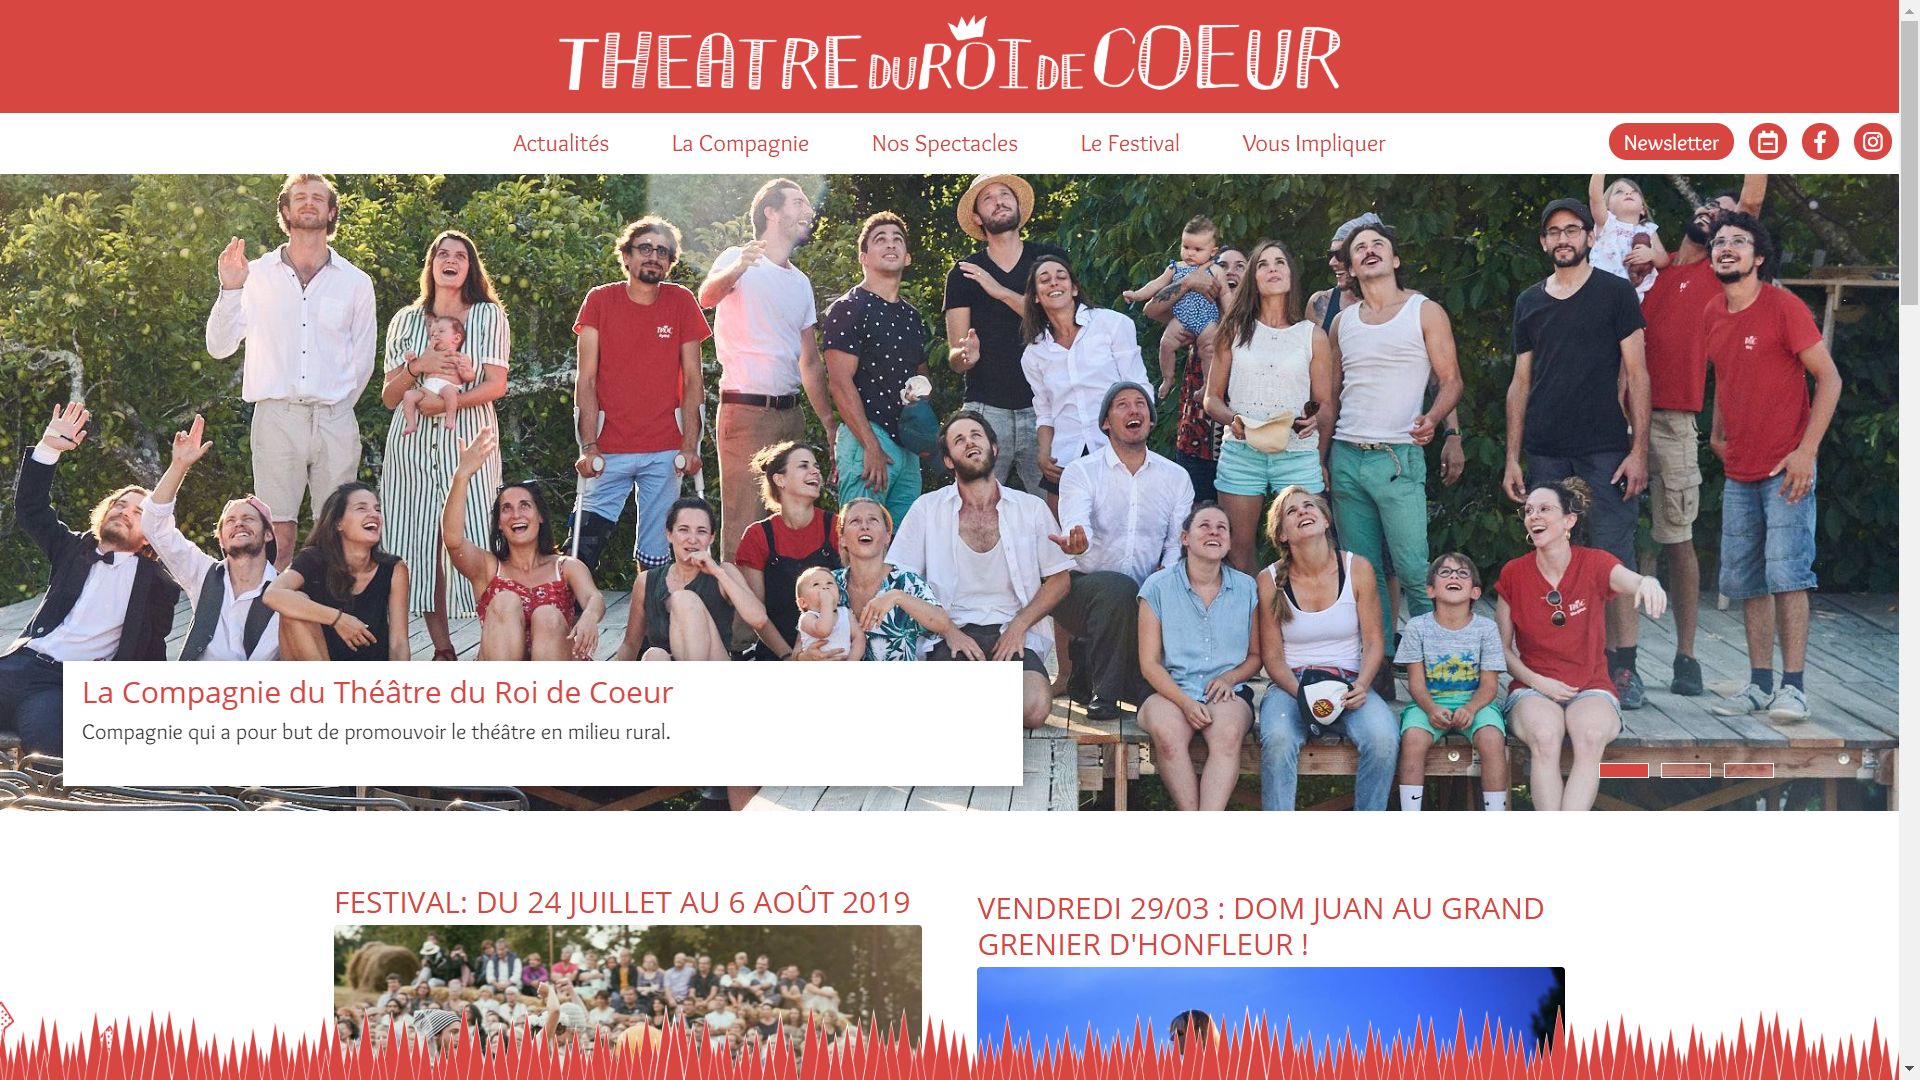 THEATRE DU ROI DE COEUR
Actualités
La Compagnie
Nos Spectacles
Le Festival
Vous Impliquer
Newsletter
La Compagnie du Théâtre du Roi de Coeur
Compagnie qui a pour but de promouvoir le théâtre en milieu rural.
FESTIVAL: DU 24 JUILLET AU 6 AOÛT 2019
VENDREDI 29/03 : DOM JUAN AU GRAND
GRENIER D'HONFLEUR !